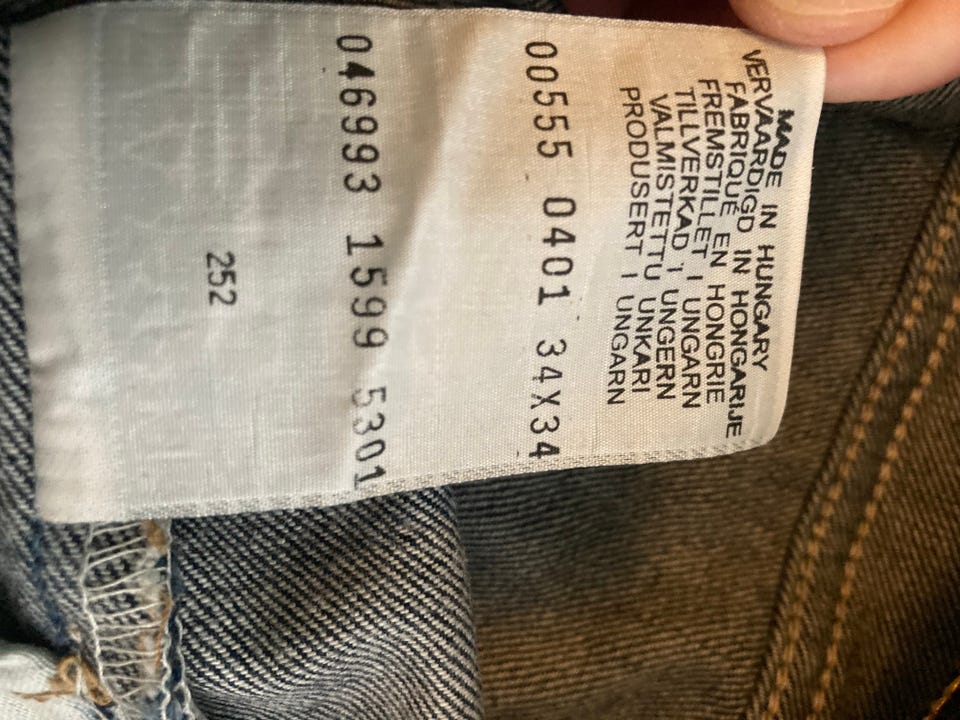 MADE IN HUNGARY
VERVAARDIGD IN HONGARIJE
FABRIQUÉ EN HONGRIE
FREMSTILLET I UNGARN
TILLVERKAD I UNGERN
VALMISTETTU UNKARI
PRODUSERT I UNGARN
00555 0401 34X34
046993 1599 5301
252